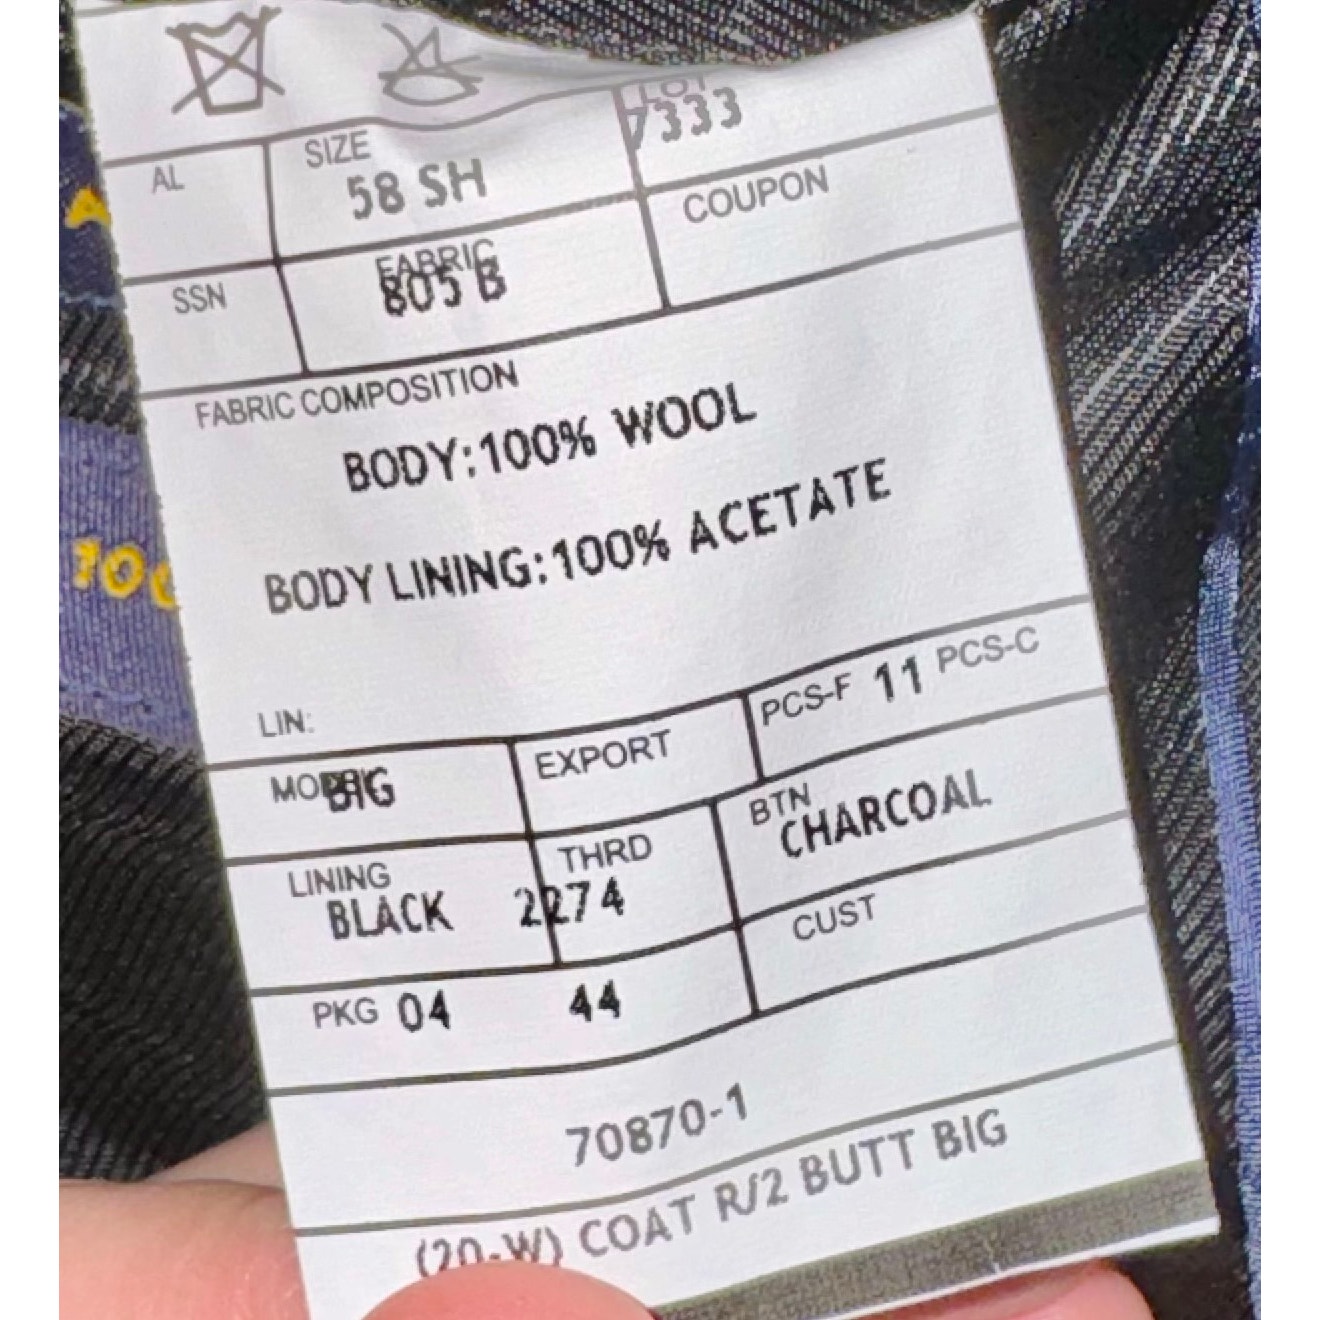 LOT
7333
AL
SIZE
58 SH
COUPON
SSN
FABRIC
805 B
FABRIC COMPOSITION
BODY:100% WOOL
BODY LINING:100% ACETATE
LIN:
BIG
EXPORT
PCS-F 11 PCS-C
LINING
BLACK
THRD
2274
BTN
CHARCOAL
PKG 04
44
CUST
70870-1
(20-W) COAT R/2 BUTT BIG